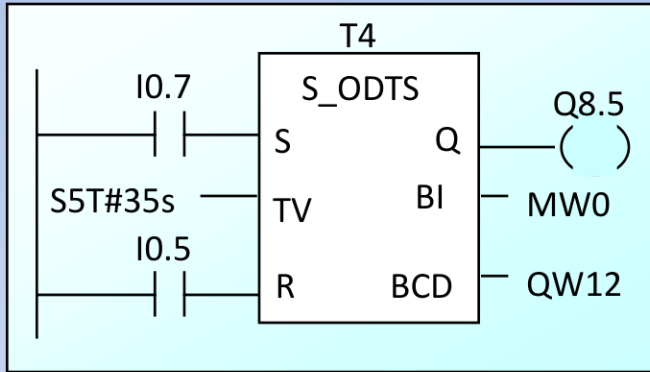 T4
I0.7
S_ODTS
Q8.5
S
Q
S5T#35s
TV
BI
MW0
I0.5
R
BCD
QW12